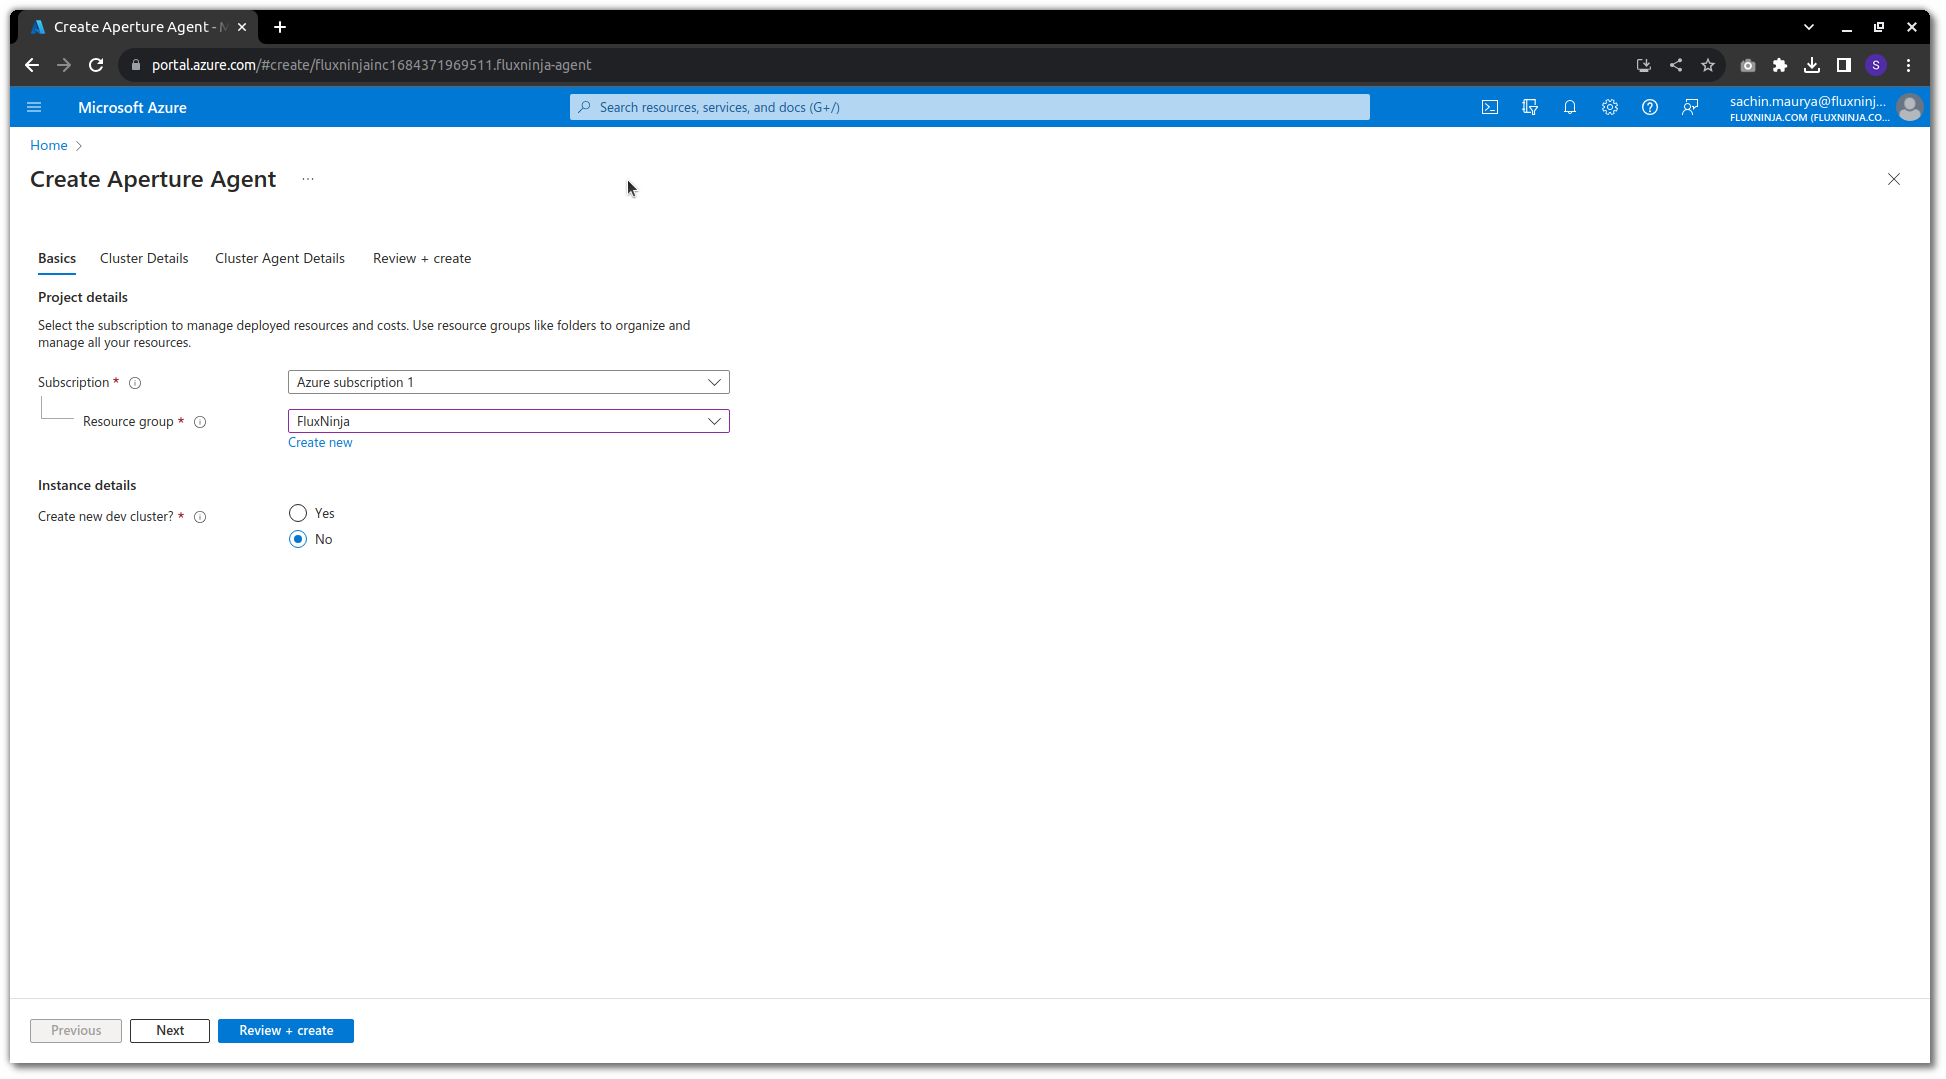 Create Aperture Agent - M
portal.azure.com/#create/fluxninjainc1684371969511.fluxninja-agent
S
Microsoft Azure
Search resources, services, and docs (G+/)
sachin.maurya@fluxninj...
FLUXNINJA.COM (FLUXNINJA.CO...
Home
Create Aperture Agent ...
Basics Cluster Details Cluster Agent Details Review + create
Project details
Select the subscription to manage deployed resources and costs. Use resource groups like folders to organize and
manage all your resources.
Subscription * Azure subscription 1
Resource group * FluxNinja
Create new
Instance details
Create new dev cluster? * Yes
No
Previous Next Review + create